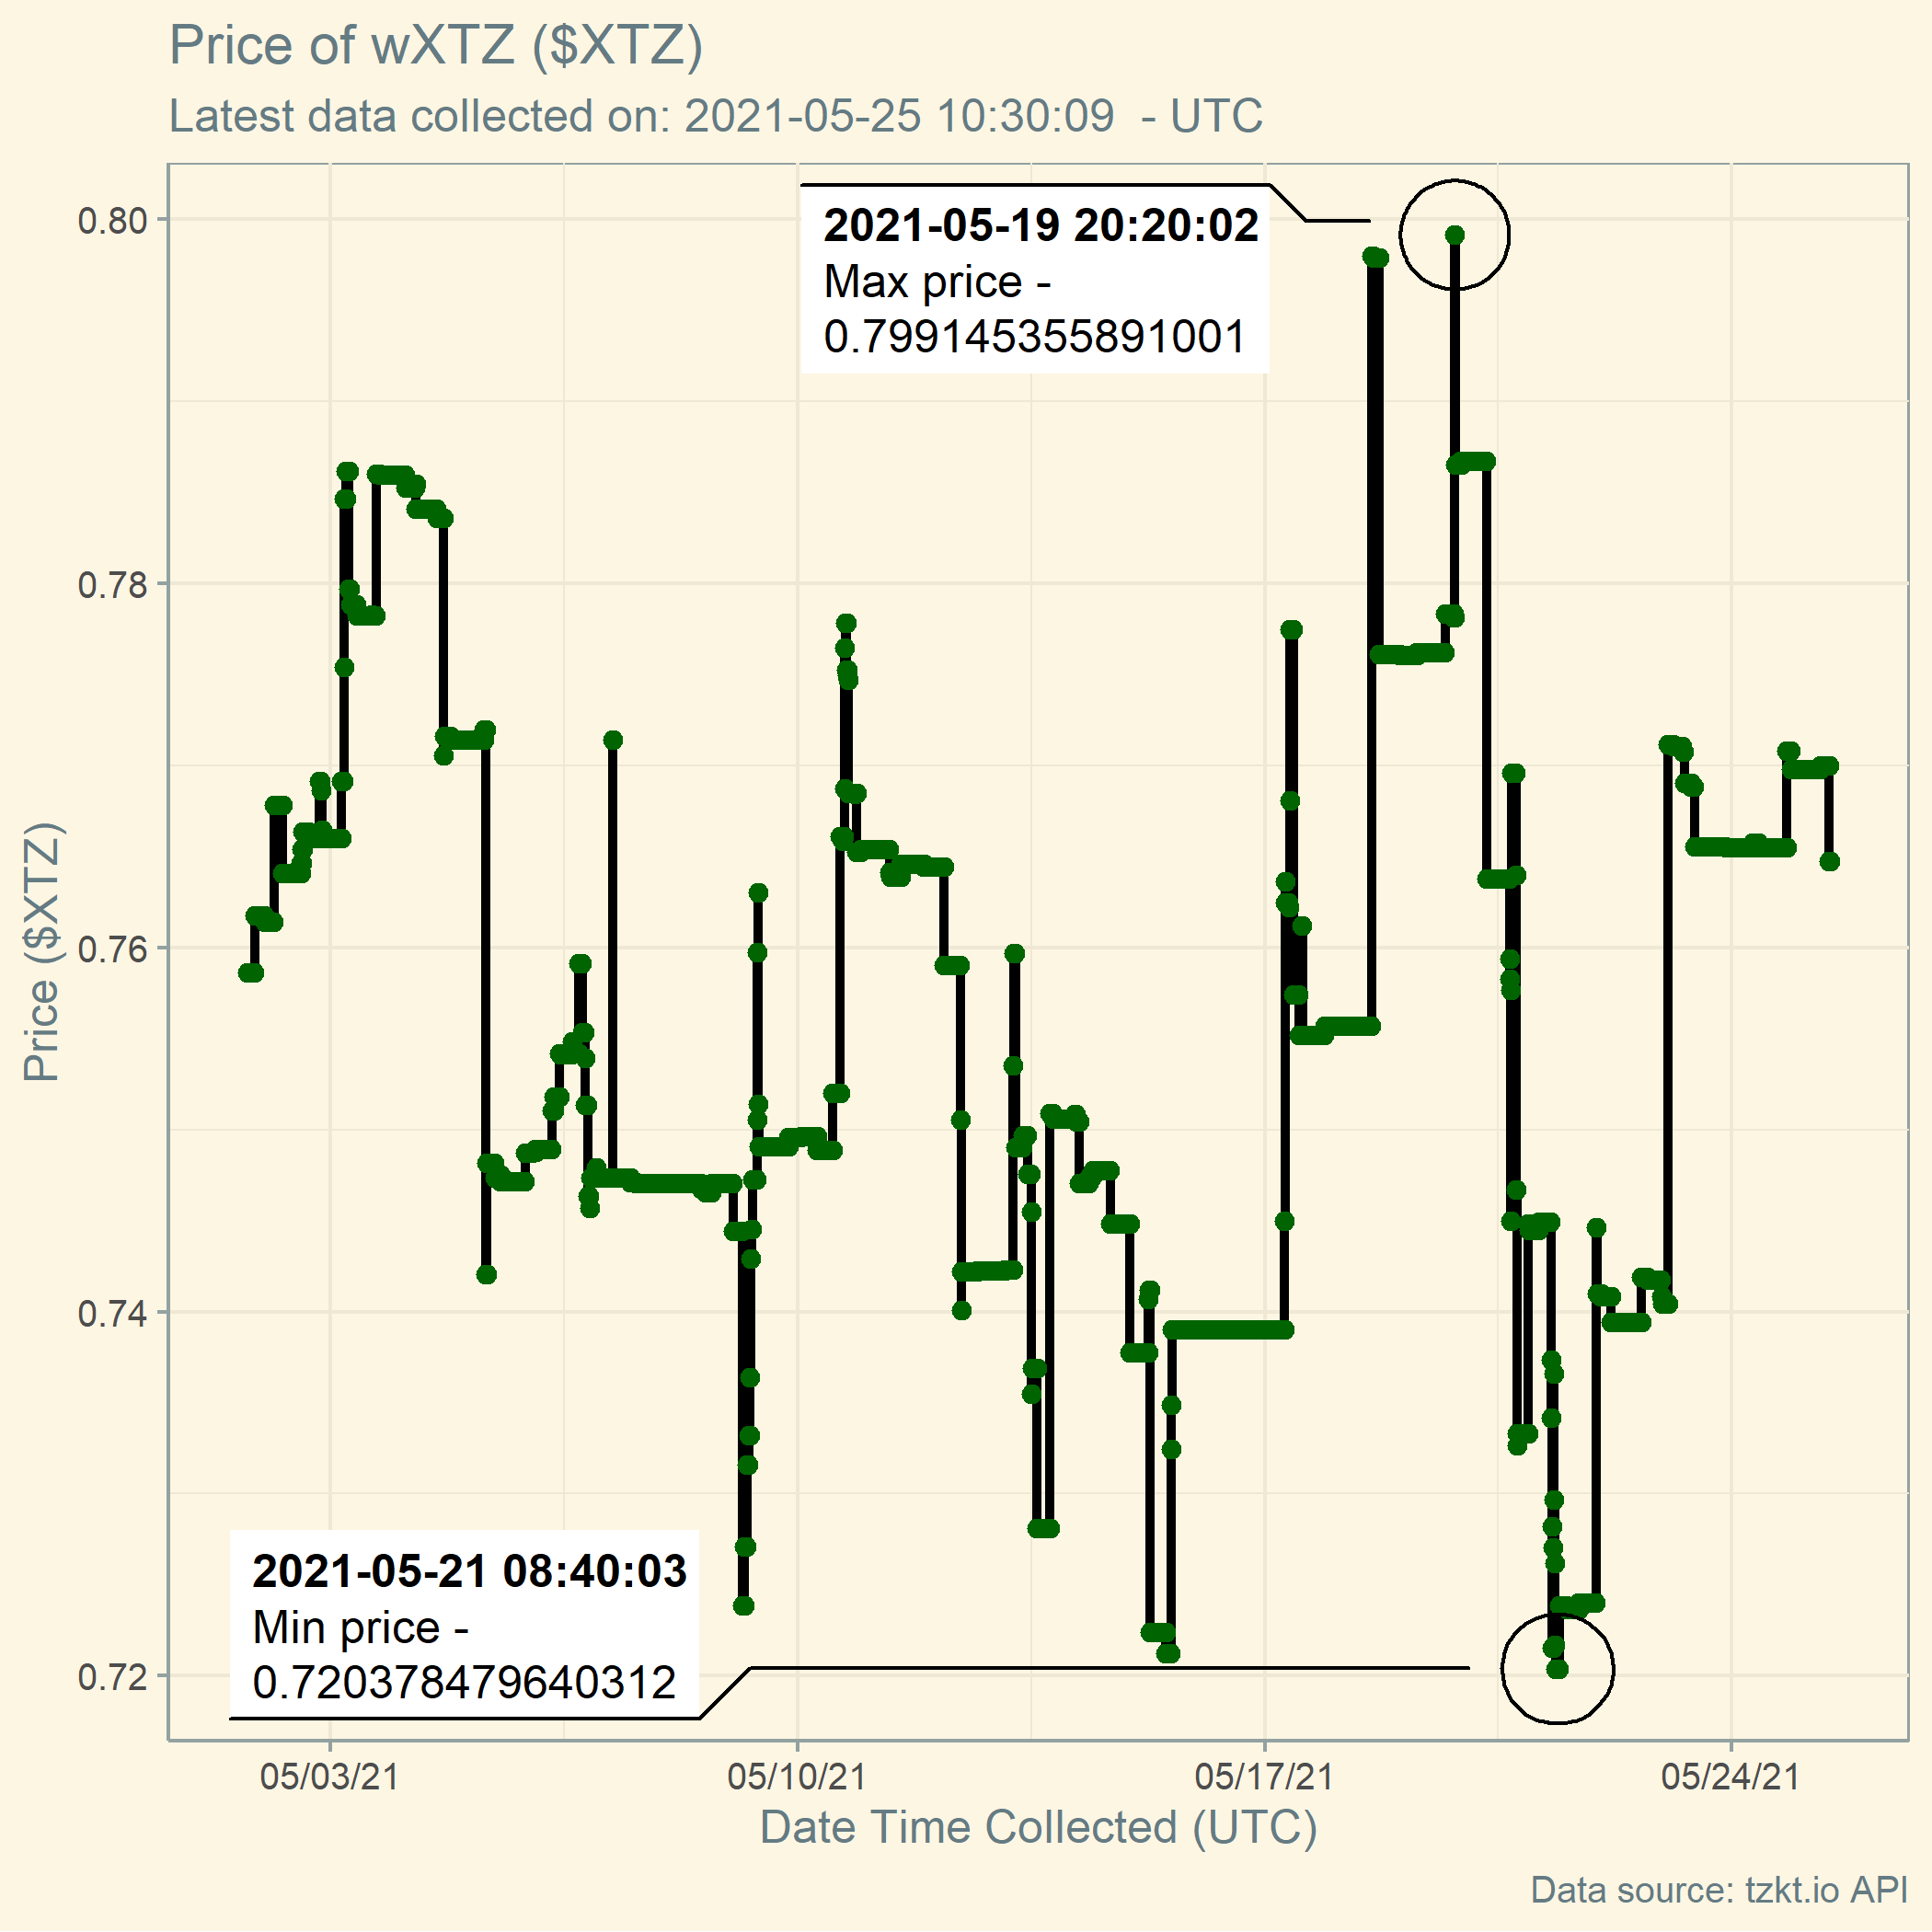 Price of wXTZ ($XTZ)
Latest data collected on: 2021-05-25 10:30:09  - UTC
2021-05-19 20:20:02
Max price -
0.799145355891001
0.80
0.78
0.76
0.74
0.72
Price ($XTZ)
2021-05-21 08:40:03
Min price -
0.720378479640312
05/03/21
05/10/21
05/17/21
05/24/21
Date Time Collected (UTC)
Data source: tzkt.io API